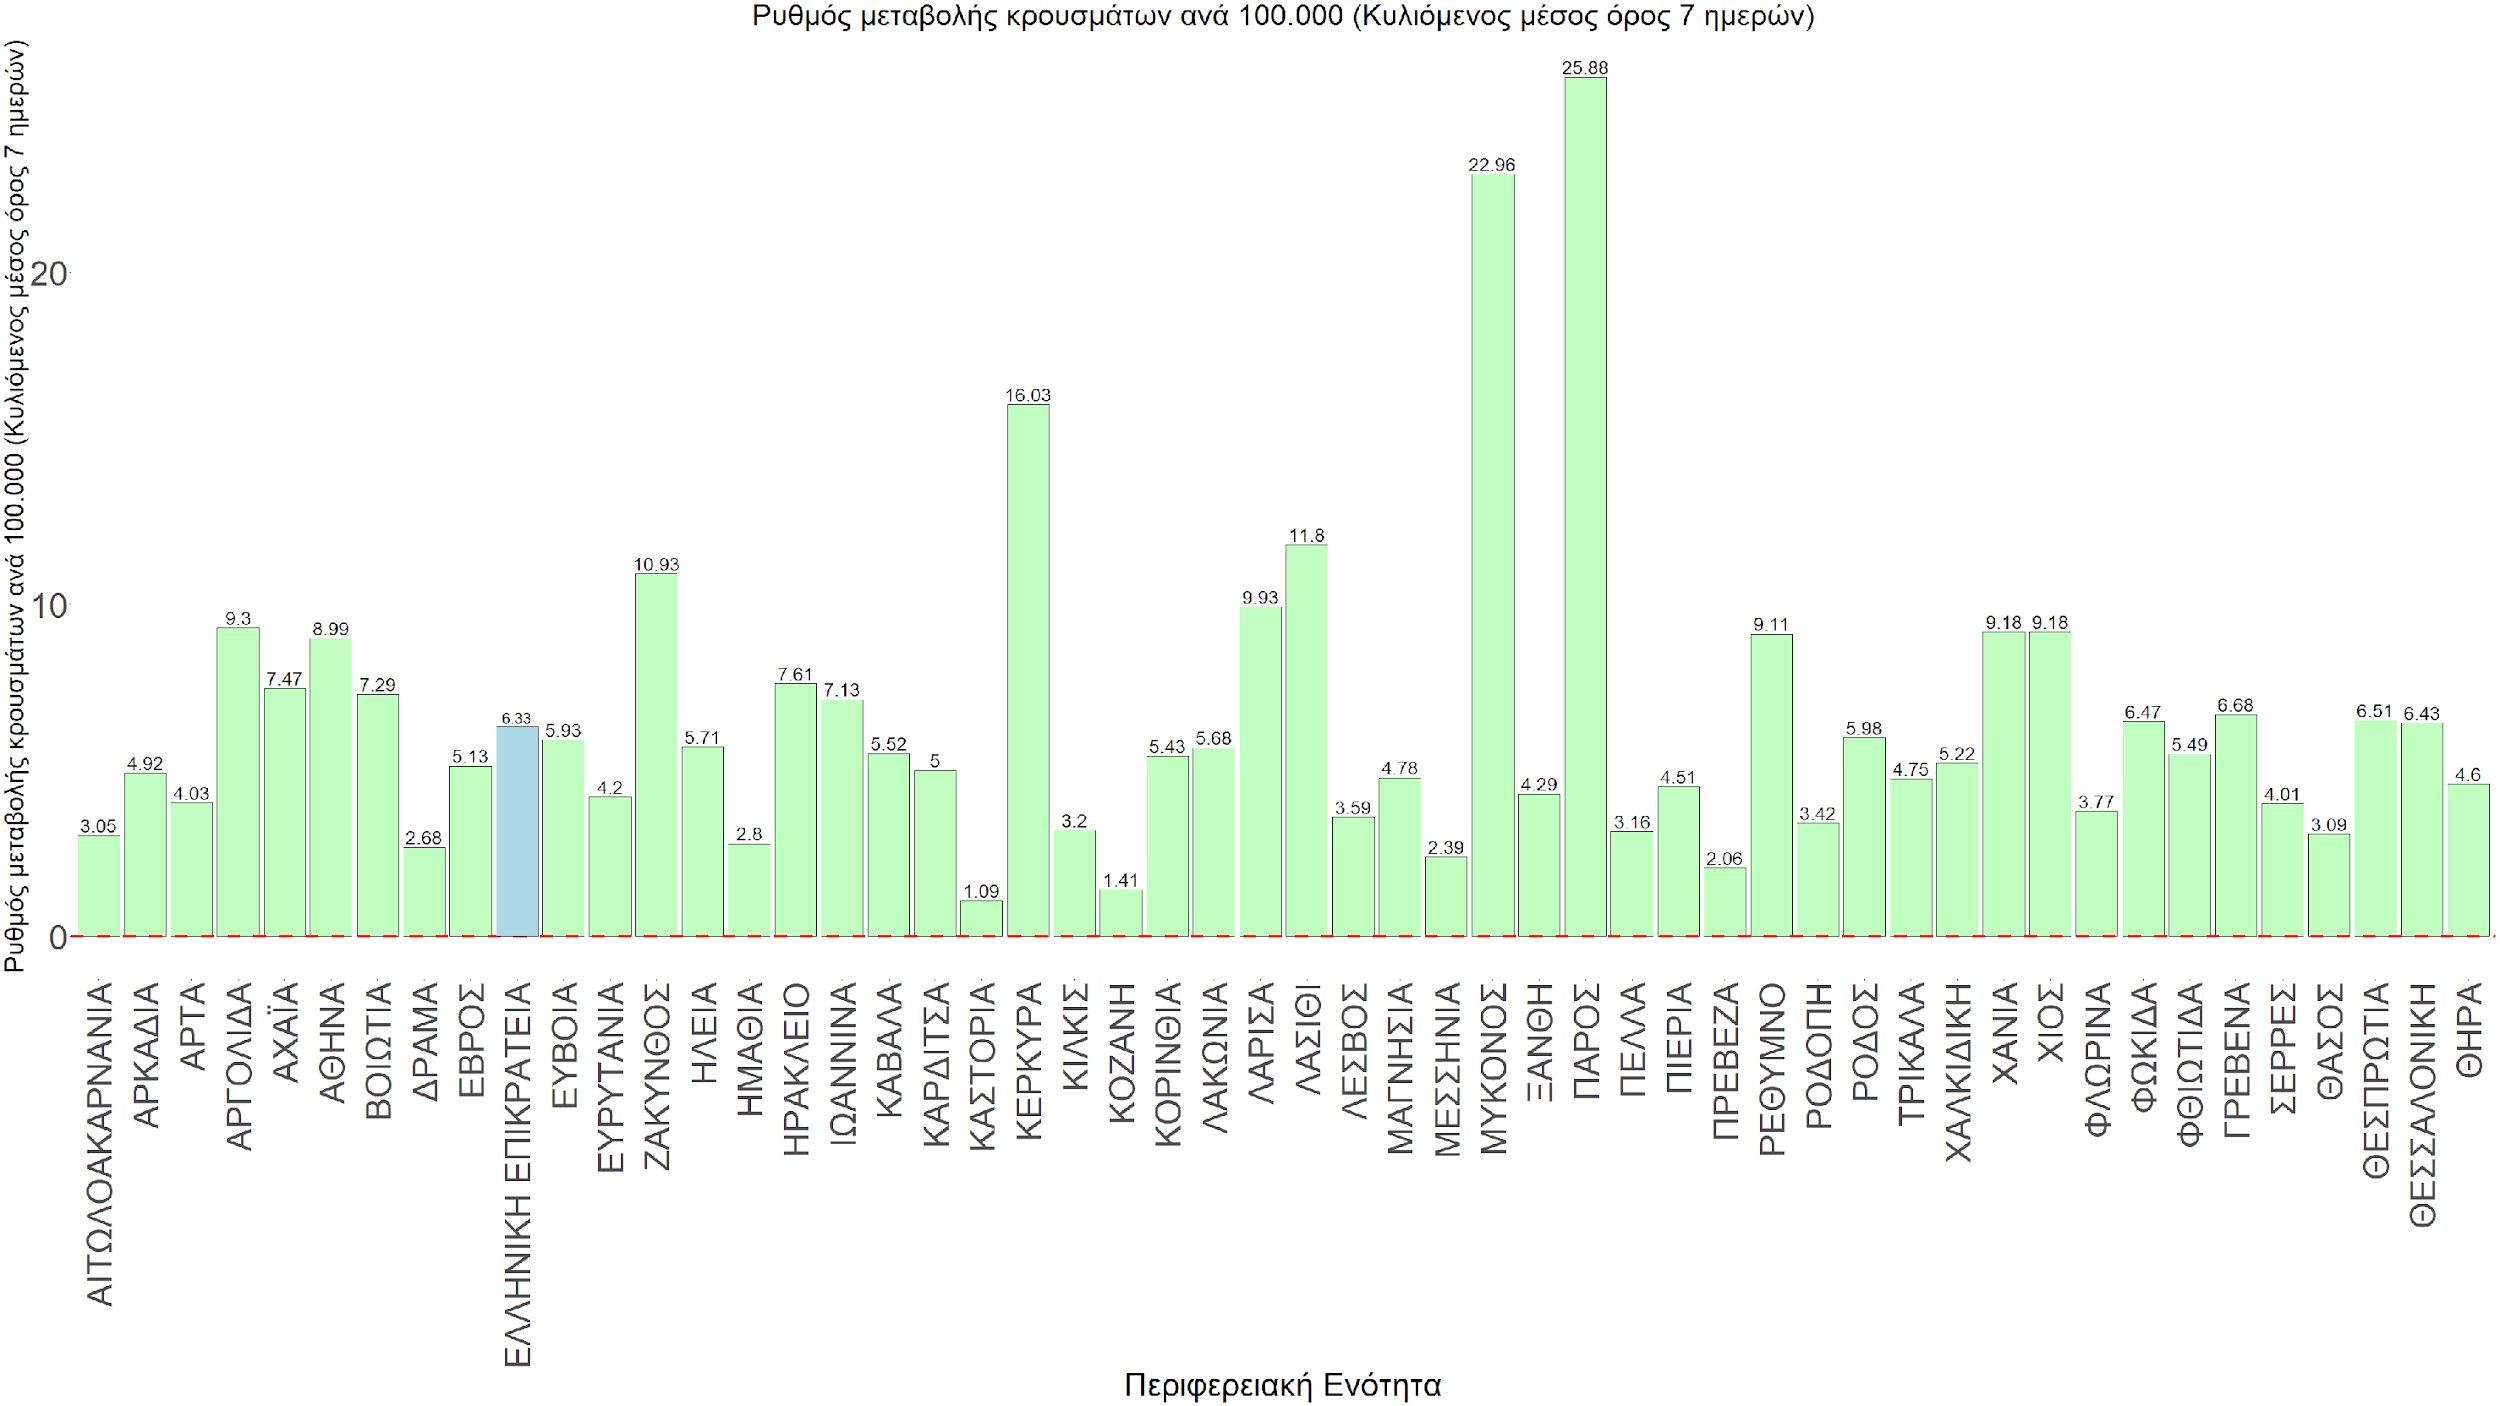 Ρυθμός μεταβολής κρουσμάτων ανά 100.000 (Κυλιόμενος μέσος όρος 7 ημερών)
Ρυθμός μεταβολής κρουσμάτων ανά 100.000 (Κυλιόμενος μέσος όρος 7 ημερών)
20
10
0
3.05
4.92
4.03
9.3
7.47
8.99
7.29
2.68
5.13
6.33
5.93
4.2
10.93
5.71
2.8
7.61
7.13
5.52
5
1.09
16.03
3.2
1.41
5.43
5.68
9.93
11.8
3.59
4.78
2.39
22.96
4.29
25.88
3.16
4.51
2.06
9.11
3.42
5.98
4.75
5.22
9.18
9.18
3.77
6.47
5.49
6.68
4.01
3.09
6.51
6.43
4.6
ΑΙΤΩΛΟΑΚΑΡΝΑΝΙΑ
ΑΡΚΑΔΙΑ
ΑΡΤΑ
ΑΡΓΟΛΙΔΑ
ΑΧΑΪΑ
ΑΘΗΝΑ
ΒΟΙΩΤΙΑ
ΔΡΑΜΑ
ΕΒΡΟΣ
ΕΛΛΗΝΙΚΗ ΕΠΙΚΡΑΤΕΙΑ
ΕΥΒΟΙΑ
ΕΥΡΥΤΑΝΙΑ
ΖΑΚΥΝΘΟΣ
ΗΛΕΙΑ
ΗΜΑΘΙΑ
ΗΡΑΚΛΕΙΟ
ΙΩΑΝΝΙΝΑ
ΚΑΒΑΛΑ
ΚΑΡΔΙΤΣΑ
ΚΑΣΤΟΡΙΑ
ΚΕΡΚΥΡΑ
ΚΙΛΚΙΣ
ΚΟΖΑΝΗ
ΚΟΡΙΝΘΙΑ
ΛΑΚΩΝΙΑ
ΛΑΡΙΣΑ
ΛΑΣΙΘΙ
ΛΕΣΒΟΣ
ΜΑΓΝΗΣΙΑ
ΜΕΣΣΗΝΙΑ
ΜΥΚΟΝΟΣ
ΞΑΝΘΗ
ΠΑΡΟΣ
ΠΕΛΛΑ
ΠΙΕΡΙΑ
ΠΡΕΒΕΖΑ
ΡΕΘΥΜΝΟ
ΡΟΔΟΠΗ
ΡΟΔΟΣ
ΤΡΙΚΑΛΑ
ΧΑΛΚΙΔΙΚΗ
ΧΑΝΙΑ
ΧΙΟΣ
ΦΛΩΡΙΝΑ
ΦΩΚΙΔΑ
ΦΘΙΩΤΙΔΑ
ΓΡΕΒΕΝΑ
ΣΕΡΡΕΣ
ΘΑΣΟΣ
ΘΕΣΠΡΩΤΙΑ
ΘΕΣΣΑΛΟΝΙΚΗ
ΘΗΡΑ
Περιφερειακή Ενότητα